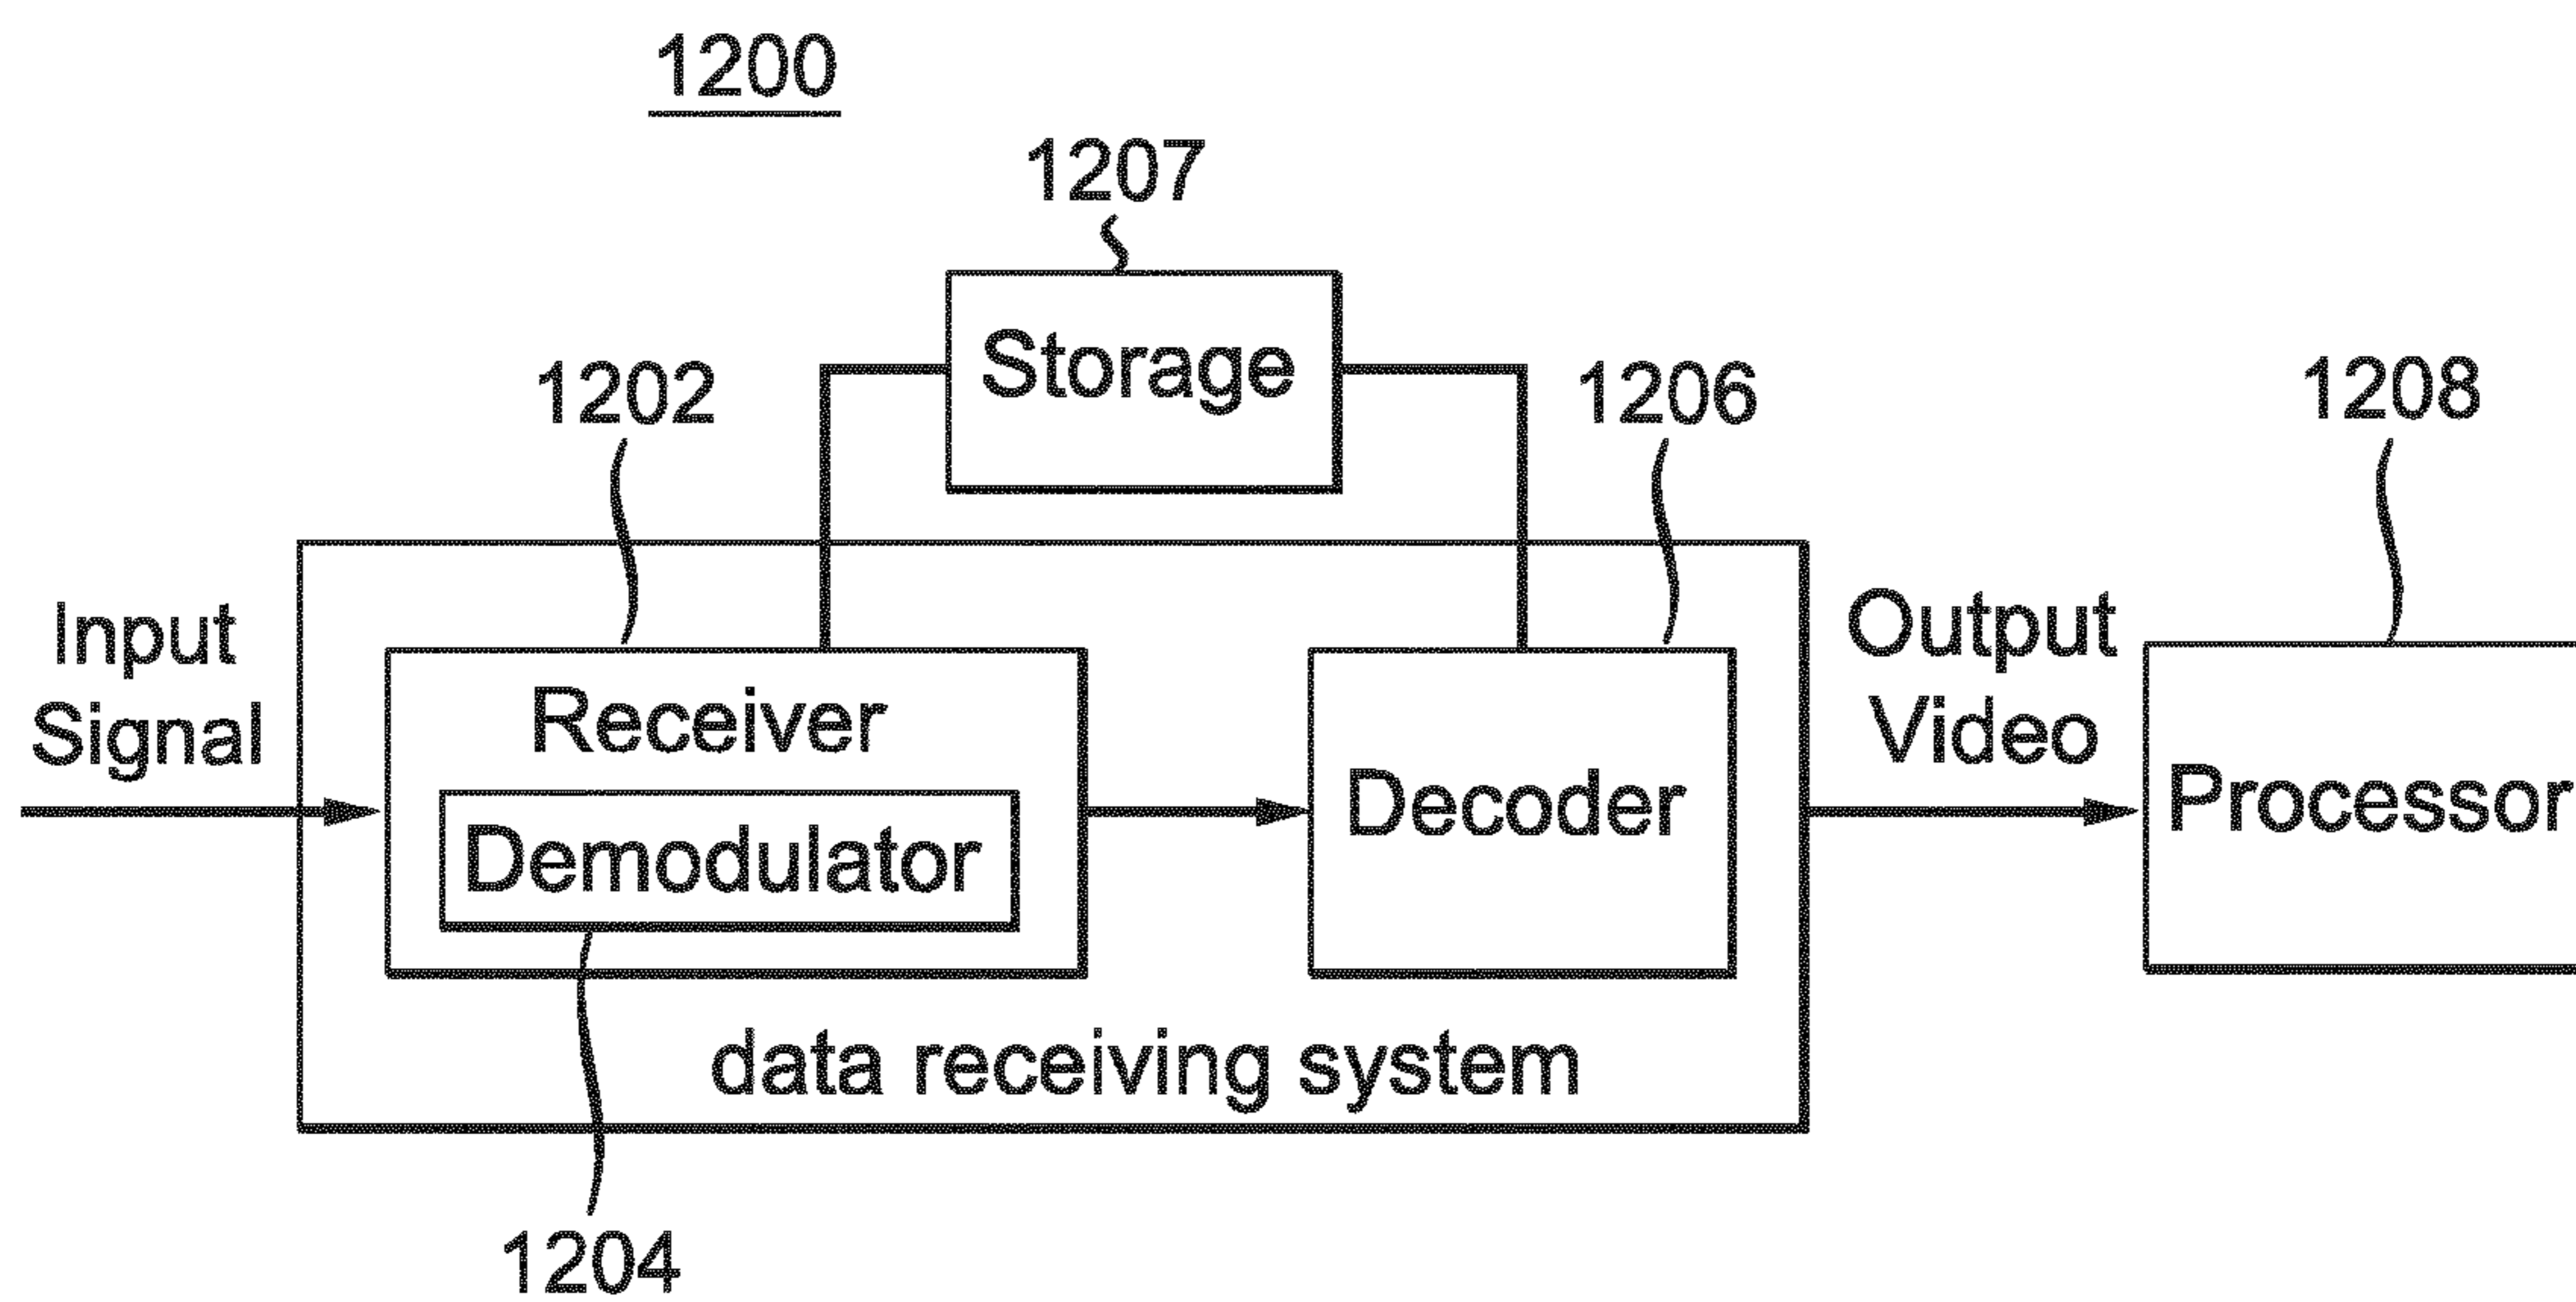 1200
1207
Storage
1202
1206
1208
Input
Signal
Receiver
Demodulator
Decoder
Output
Video
Processor
data receiving system
1204